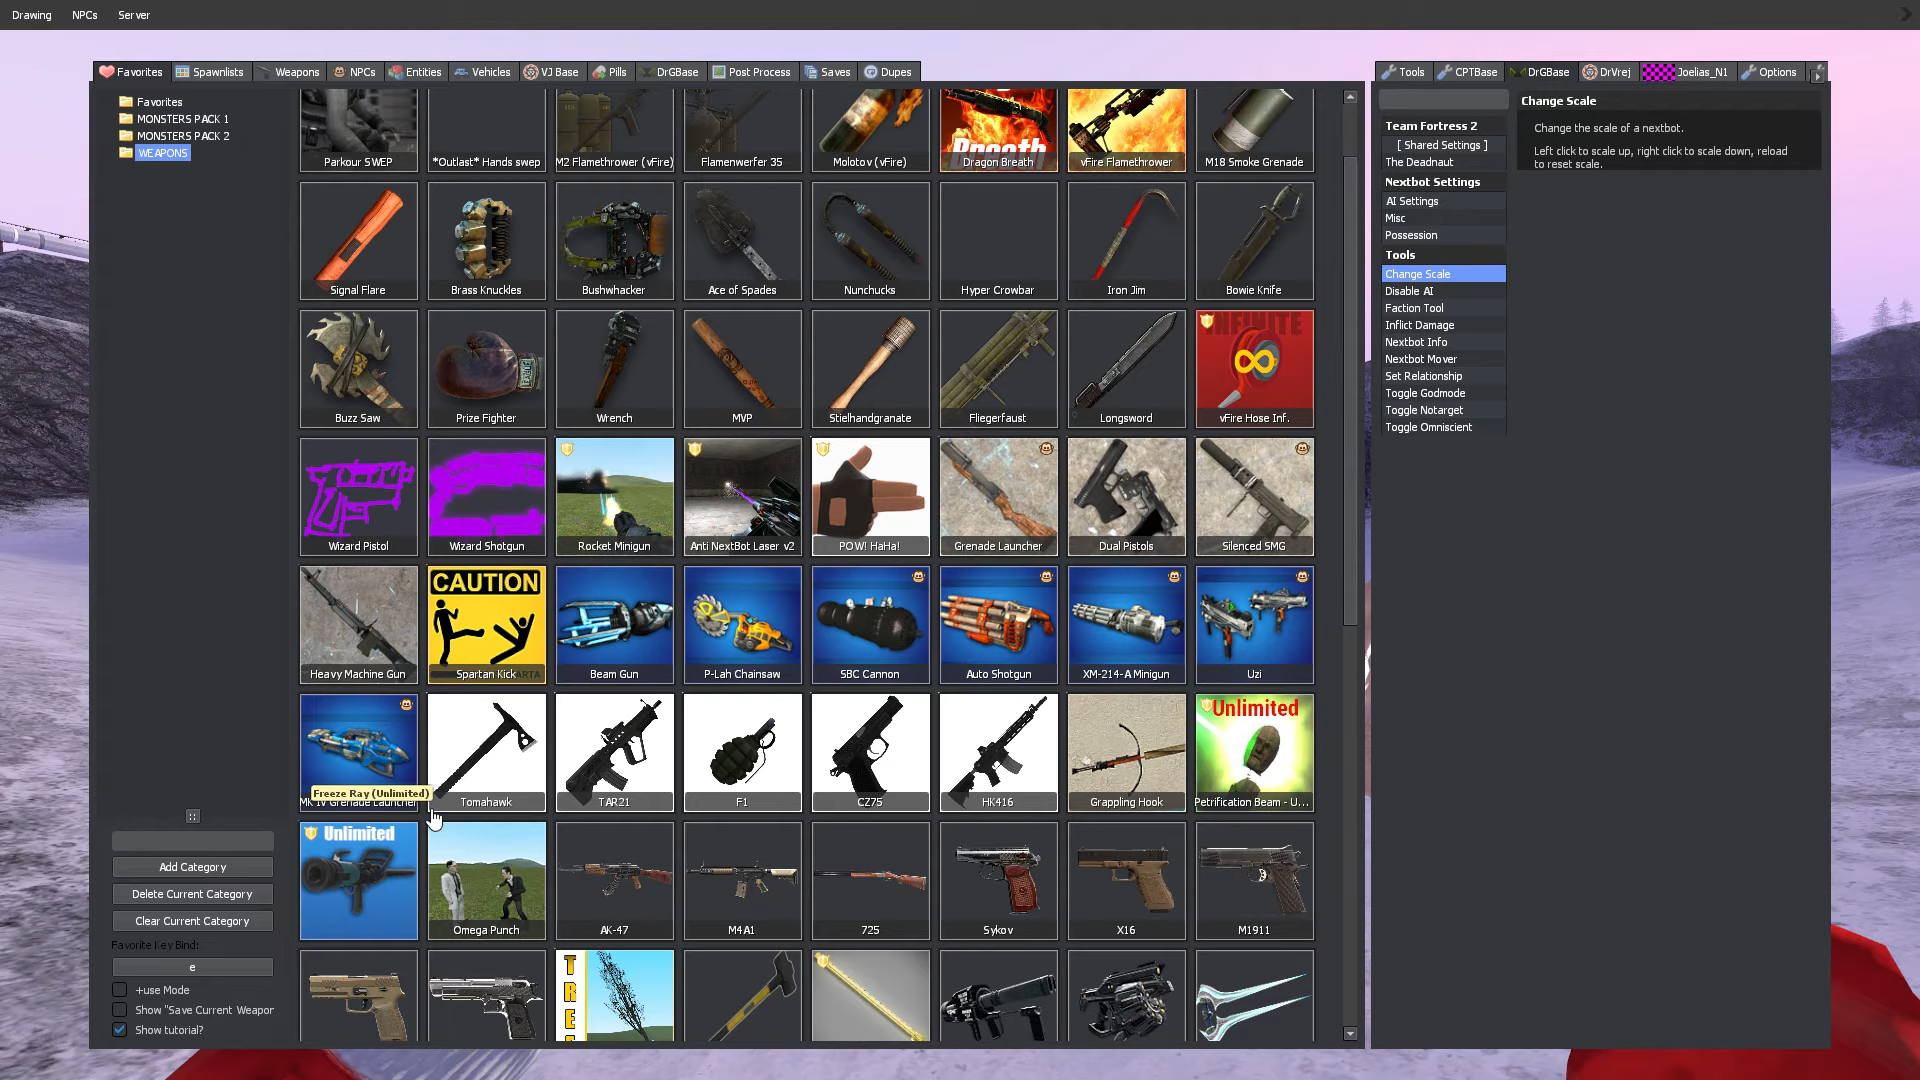 Drawing NPCs Server
Favorites Spawnlists Weapons NPCs Entities Vehicles VJ Base Pills DrGBase Post Process Saves Dupes
Tools CPTBase DrGBase DrVrej Joelias_N1 Options
Favorites
MONSTERS PACK 1
MONSTERS PACK 2
WEAPONS
Parkour SWEP *Outlast* Hands swep M2 Flamethrower (vFire) Flamenwerfer 35 Molotov (vFire) Dragon Breath vFire Flamethrower M18 Smoke Grenade
Breath
Signal Flare Brass Knuckles Bushwhacker Ace of Spades Nunchucks Hyper Crowbar Iron Jim Bowie Knife
INFINITE
Buzz Saw Prize Fighter Wrench MVP Stielhandgranate Fliegerfaust Longsword vFire Hose Inf.
Wizard Pistol Wizard Shotgun Rocket Minigun Anti NextBot Laser v2 POW! HaHa! Grenade Launcher Dual Pistols Silenced SMG
CAUTION
Heavy Machine Gun Spartan Kick Beam Gun P-Lah Chainsaw SBC Cannon Auto Shotgun XM-214-A Minigun Uzi
Unlimited
MK IV Grenade Launcher Tomahawk TAR21 F1 CZ75 HK416 Grappling Hook Petrification Beam - U...
Freeze Ray (Unlimited)
Unlimited
Omega Punch AK-47 M4A1 725 Sykov X16 M1911
T
R
E
Add Category
Delete Current Category
Clear Current Category
Favorite Key Bind:
e
+use Mode
Show "Save Current Weapor
Show tutorial?
Team Fortress 2
[ Shared Settings ]
The Deadnaut
Nextbot Settings
AI Settings
Misc
Possession
Tools
Change Scale
Disable AI
Faction Tool
Inflict Damage
Nextbot Info
Nextbot Mover
Set Relationship
Toggle Godmode
Toggle Notarget
Toggle Omniscient
Change Scale
Change the scale of a nextbot.
Left click to scale up, right click to scale down, reload
to reset scale.